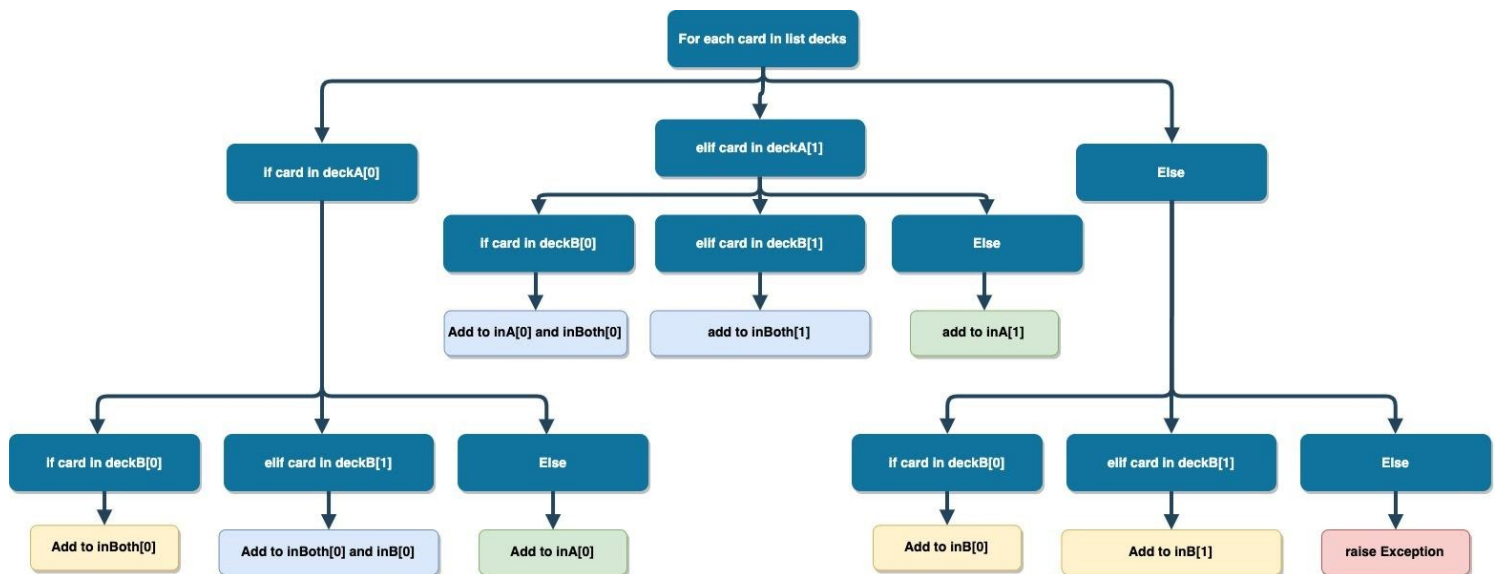 For each card in list decks
if card in deckA[0]
elif card in deckA[1]
Else
if card in deckB[0]
elif card in deckB[1]
Else
Add to inA[0] and inBoth[0]
add to inBoth[1]
add to inA[1]
if card in deckB[0]
elif card in deckB[1]
Else
if card in deckB[0]
elif card in deckB[1]
Else
Add to inBoth[0]
Add to inBoth[0] and inB[0]
Add to inA[0]
Add to inB[0]
Add to inB[1]
raise Exception